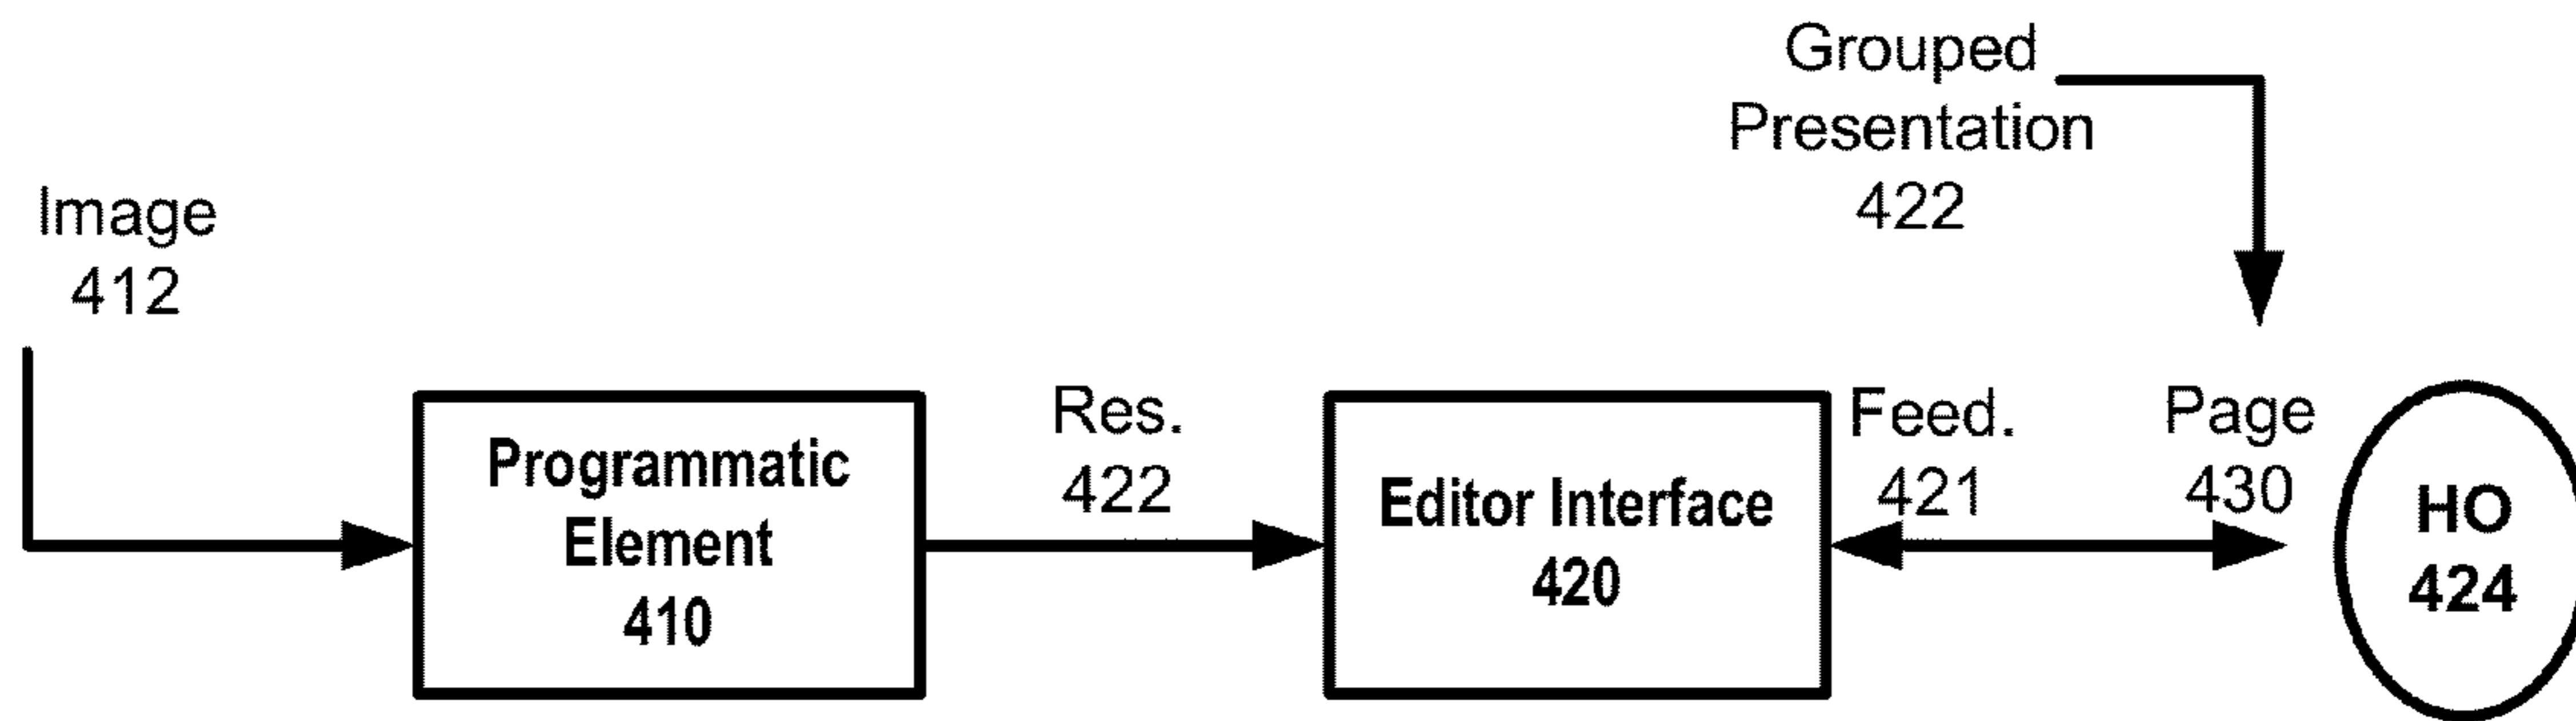 Grouped
Presentation
422
Image
412
Programmatic
Element
410
Res.
422
Editor Interface
420
Feed.
421
Page
430
HO
424